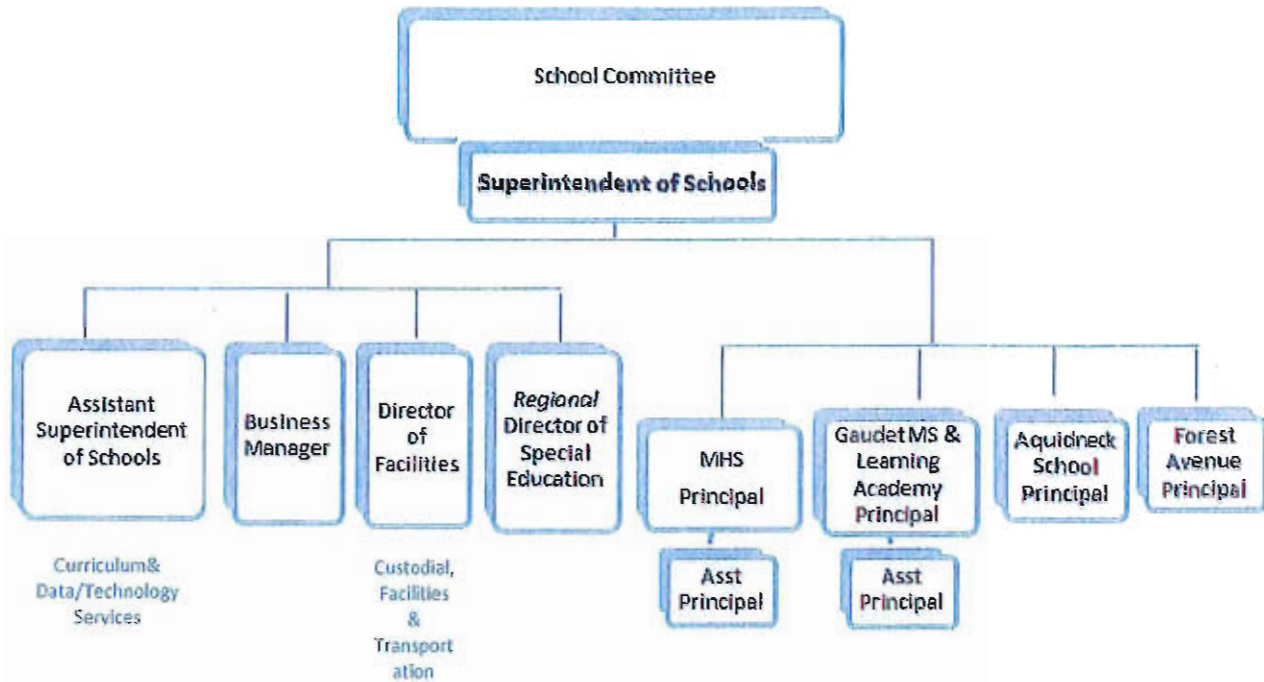 School Committee
Superintendent of Schools
Assistant
Superintendent
of Schools
Business
Manager
Director
of
Facilities
Regional
Director of
Special
Education
MHS
Principal
Gaudet MS &
Learning
Academy
Principal
Aquidneck
School
Principal
Forest
Avenue
Principal
Curriculum&
Data/Technology
Services
Custodial,
Facilities
&
Transport
ation
Asst
Principal
Asst
Principal